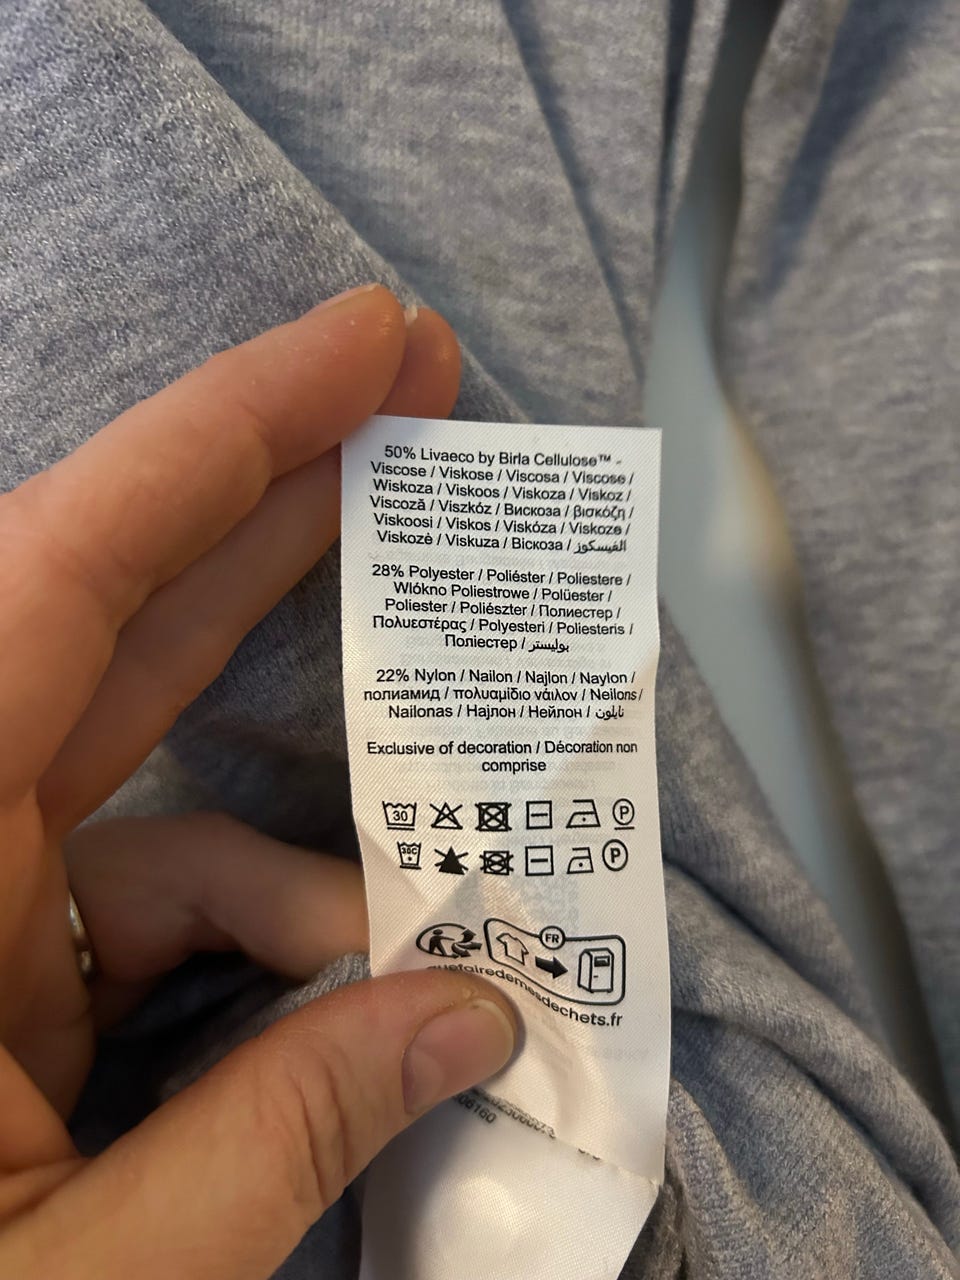 50% Livaeco by Birla Cellulose™ -
Viscose / Viskose / Viscosa / Viscose /
Wiskoza / Viskoos / Viskoza / Viskoz /
Viscoză / Viszkóz / Вискоза / βισκόζη /
Viskoosi / Viskos / Viskóza / Viskoze /
Viskozė / Viskuza / Віскоза / الفيسكوز
28% Polyester / Poliéster / Poliestere /
Wlókno Poliestrowe / Polüester /
Poliester / Poliészter / Полиестер /
Πολυεστέρας / Polyesteri / Poliesteris /
Поліестер / بوليستر
22% Nylon / Nailon / Najlon / Naylon /
полиамид / πολυαμίδιο νάιλον / Neilons /
Nailonas / Најлон / Нейлон / نايلون
Exclusive of decoration / Décoration non
comprise
30 P
30C P
FR
quefairedemesdechets.fr
06160